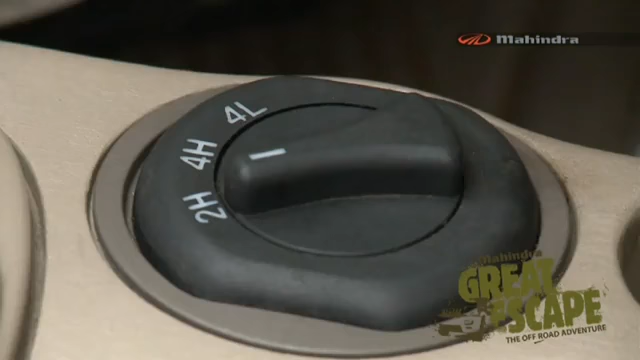 Mahindra
4L
4H
2H
Mahindra
GREAT
ESCAPE
THE OFF ROAD ADVENTURE